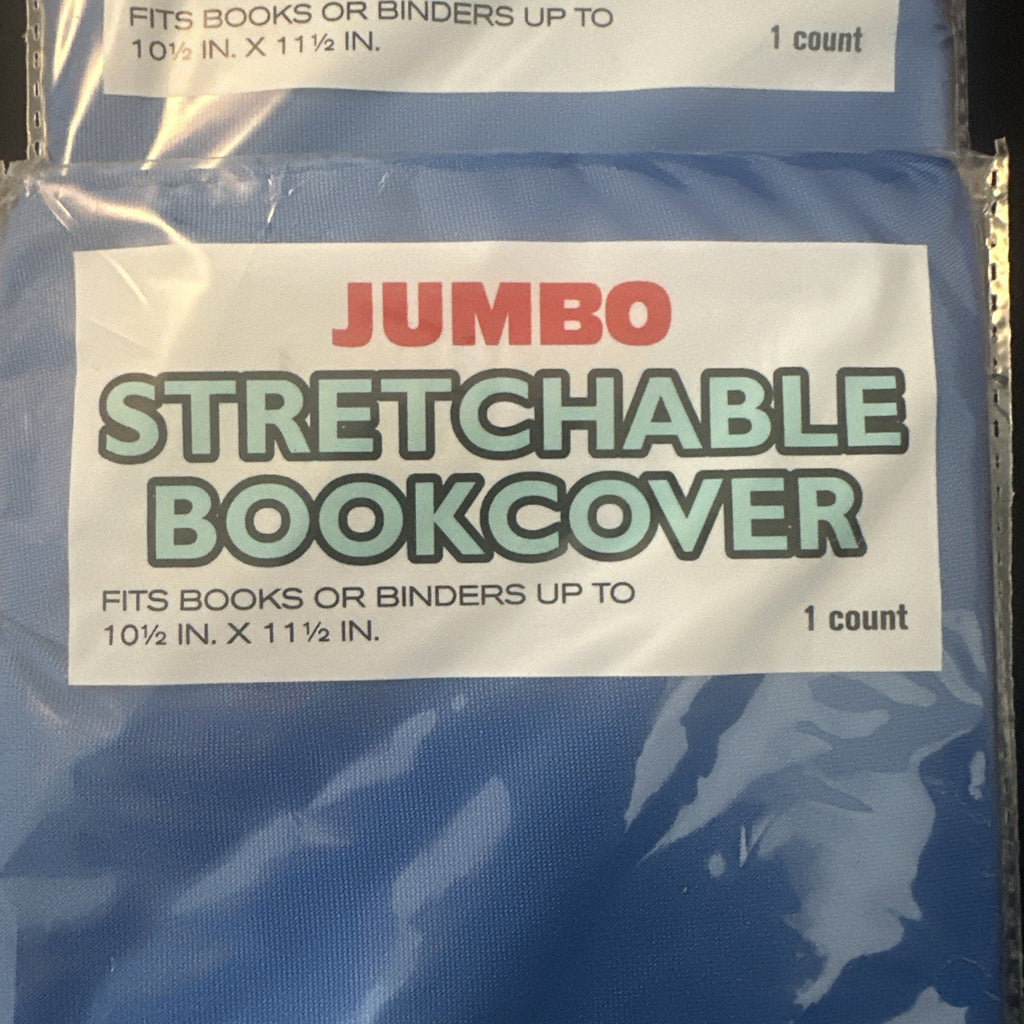 FITS BOOKS OR BINDERS UP TO
10½ IN. X 11½ IN.
1 count
JUMBO
STRETCHABLE
BOOKCOVER
FITS BOOKS OR BINDERS UP TO
10½ IN. X 11½ IN.
1 count